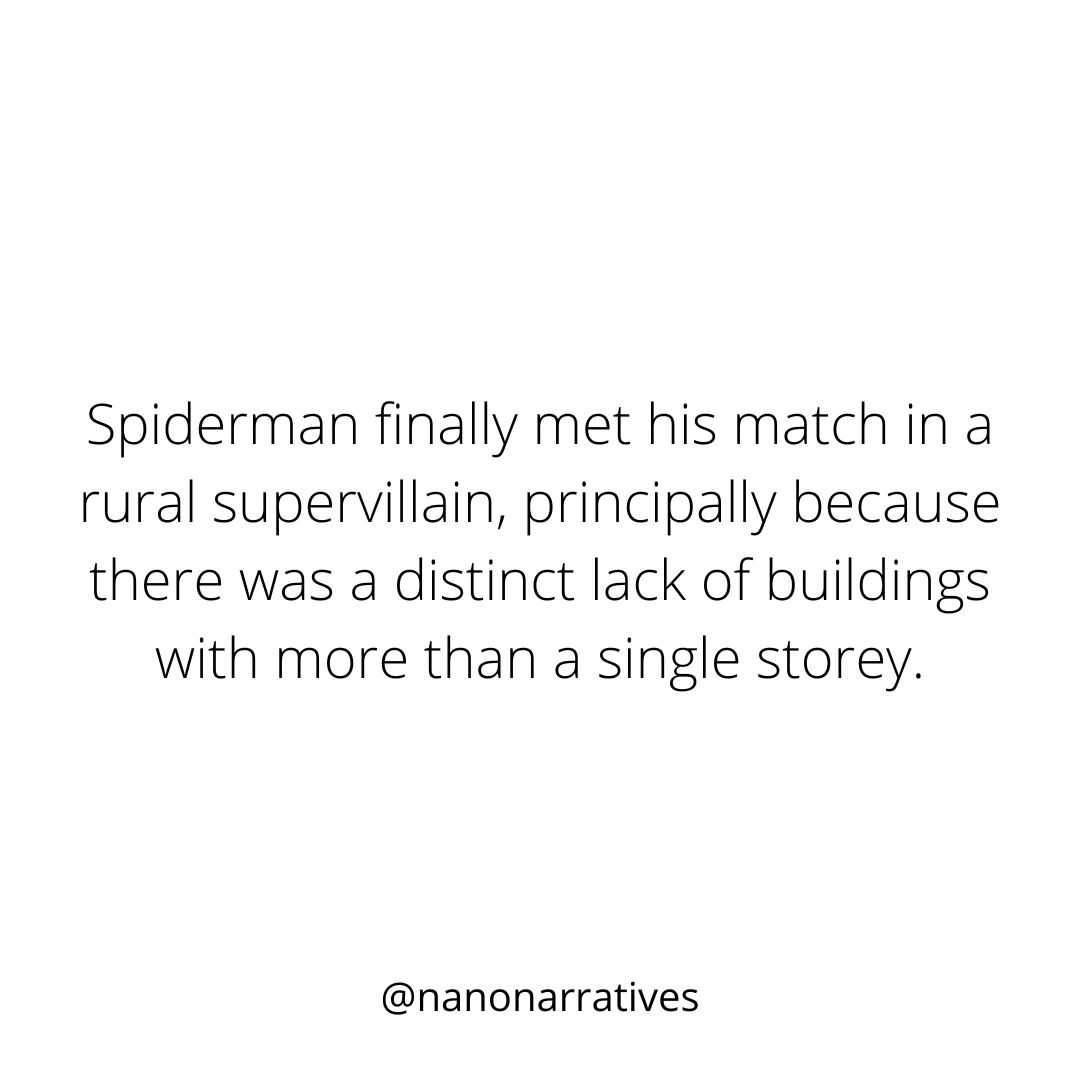 Spiderman finally met his match in a
rural supervillain, principally because
there was a distinct lack of buildings
with more than a single storey.
@nanonarratives